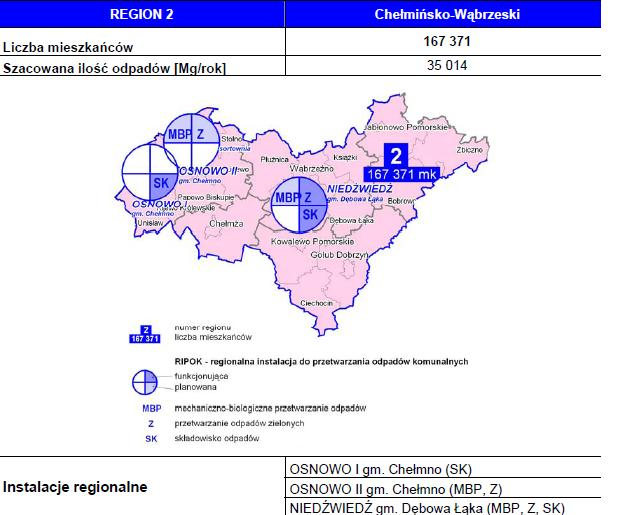 REGION 2
Chełmińsko-Wąbrzeski
Liczba mieszkańców
167 371
Szacowana ilość odpadów [Mg/rok]
35 014
Jabłonowo Pomorskie
Zbiczno
MBP Z
Stolno
sortownia
Płużnica
Książki
2
167 371 mk
Wąbrzeźno
OSNOWO II
gm. Chełmno
SK
NIEDŹWIEDŹ
gm. Dębowa Łąka
MBP Z
SK
Papowo Biskupie
Bobrowo
OSNOWO I
gm. Chełmno
Unisław
Chełmża
Dębowa Łąka
Kowalewo Pomorskie
Golub Dobrzyń
Ciechocin
2
167 371
numer regionu
liczba mieszkańców
RIPOK - regionalna instalacja do przetwarzania odpadów komunalnych
funkcjonująca
planowana
MBP mechaniczno-biologiczne przetwarzanie odpadów
Z przetwarzanie odpadów zielonych
SK składowisko odpadów
Instalacje regionalne
OSNOWO I gm. Chełmno (SK)
OSNOWO II gm. Chełmno (MBP, Z)
NIEDŹWIEDŹ gm. Dębowa Łąka (MBP, Z, SK)